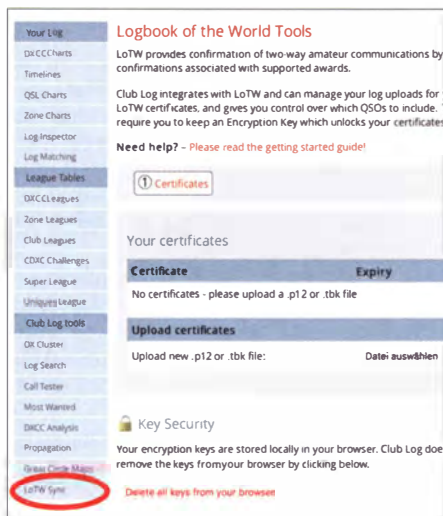 Your Log
DXCCCharts
Timelines
QSL Charts
Zone Charts
Log Inspector
Log Matching
League Tables
DXCCLeagues
Zone Leagues
Club Leagues
CDXC Challenges
Super League
Uniques League
Club Log tools
DX Cluster
Log Search
Call Tester
Most Wanted
DXCC Analysis
Propagation
Great Circle Maps
LoTW Sync
Logbook of the World Tools
LoTW provides confirmation of two-way amateur communications by
confirmations associated with supported awards.
Club Log integrates with LoTW and can manage your log uploads for
LoTW certificates, and gives you control over which QSOs to include.
require you to keep an Encryption Key which unlocks your certificates
Need help? - Please read the getting started guide!
① Certificates
Your certificates
Certificate Expiry
No certificates - please upload a .p12 or .tbk file
Upload certificates
Upload new .p12 or .tbk file: Datei auswählen
Key Security
Your encryption keys are stored locally in your browser. Club Log doe
remove the keys fromyour browser by clicking below.
Delete all keys from your browser